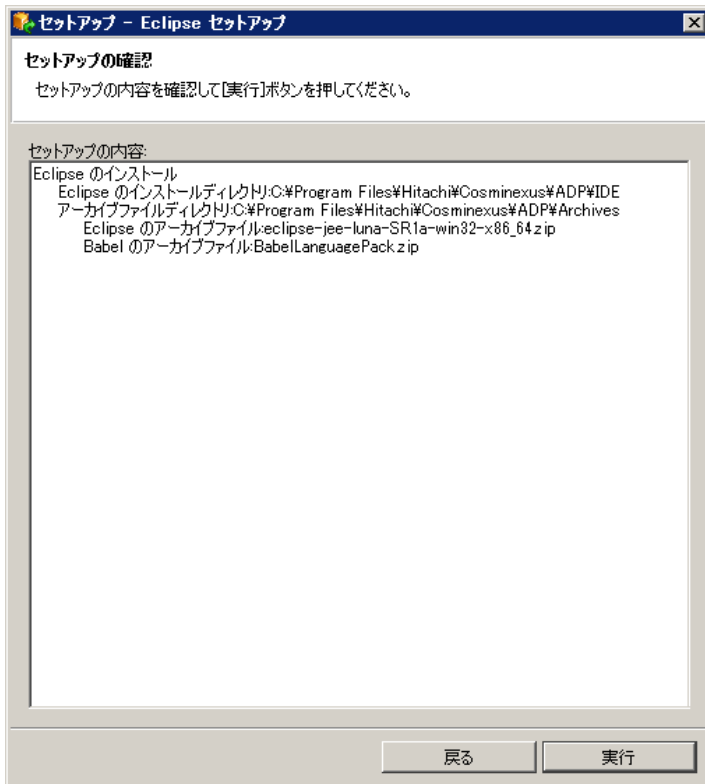 セットアップ - Eclipse セットアップ
セットアップの確認
セットアップの内容を確認して[実行]ボタンを押してください。
セットアップの内容:
Eclipse のインストール
Eclipse のインストールディレクトリ:C:¥Program Files¥Hitachi¥Cosminexus¥ADP¥IDE
アーカイブファイルディレクトリ:C:¥Program Files¥Hitachi¥Cosminexus¥ADP¥Archives
Eclipse のアーカイブファイル:eclipse-jee-luna-SR1a-win32-x86_64.zip
Babel のアーカイブファイル:BabelLanguagePack.zip
戻る
実行